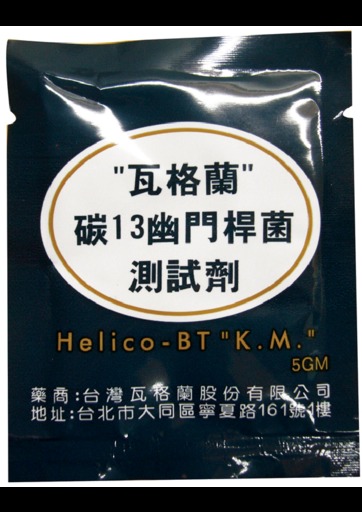 "瓦格蘭"
碳13幽門桿菌
測試劑
Helico-BT "K.M."
5GM
藥商:台灣瓦格蘭股份有限公司
地址:台北市大同區寧夏路161號1樓